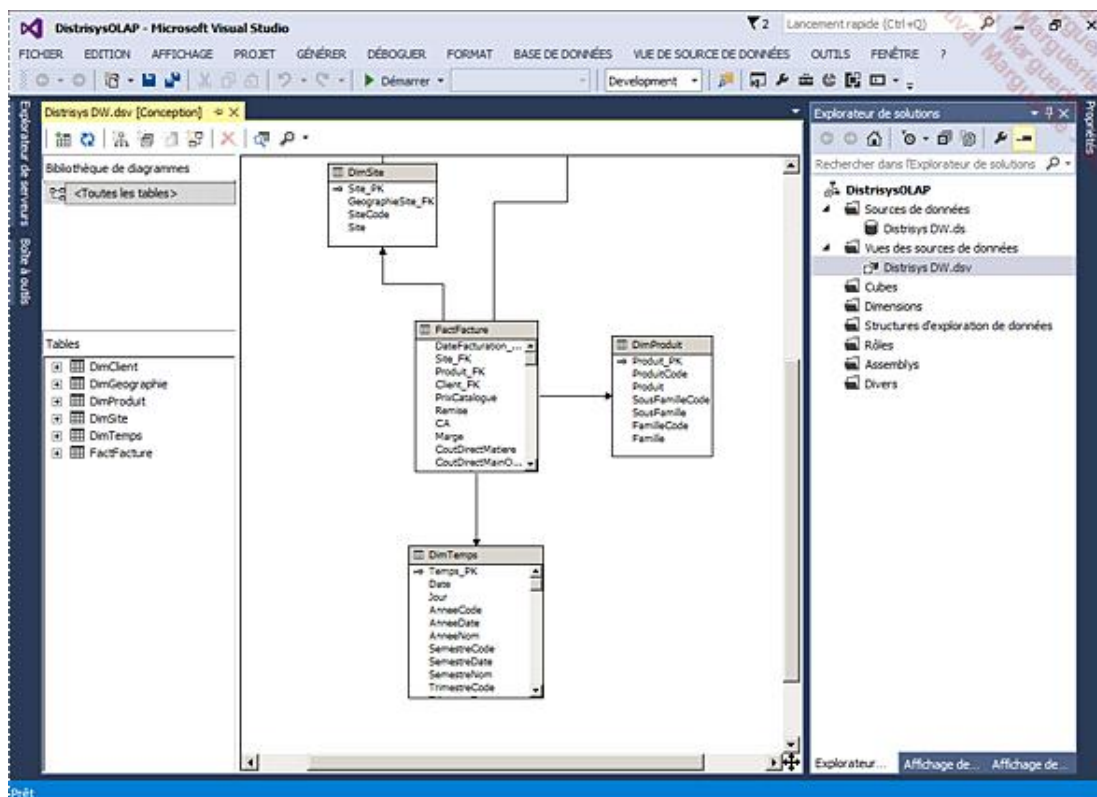 DistrisysOLAP - Microsoft Visual Studio
2
Lancement rapide (Ctrl+Q)
FICHIER EDITION AFFICHAGE PROJET GÉNÉRER DÉBOGUER FORMAT BASE DE DONNÉES VUE DE SOURCE DE DONNÉES OUTILS FENÊTRE ?
Démarrer
Development
Explorateur de serveurs
Boîte à outils
Distrisys DW.dsv [Conception]
Bibliothèque de diagrammes
<Toutes les tables>
Tables
DimClient
DimGeographie
DimProduit
DimSite
DimTemps
FactFacture
DimSite
Site_PK
GeographieSite_FK
SiteCode
Site
FactFacture
DateFacturation_...
Site_FK
Produit_FK
Client_FK
PrixCatalogue
Remise
CA
Marge
CoutDirectMatiere
CoutDirectMainO...
DimProduit
Produit_PK
ProduitCode
Produit
SousFamilleCode
SousFamille
FamilleCode
Famille
DimTemps
Temps_PK
Date
Jour
AnneeCode
AnneeDate
AnneeNom
SemestreCode
SemestreDate
SemestreNom
TrimestreCode
Explorateur de solutions
Rechercher dans l'Explorateur de solutions
DistrisysOLAP
Sources de données
Distrisys DW.ds
Vues des sources de données
Distrisys DW.dsv
Cubes
Dimensions
Structures d'exploration de données
Rôles
Assemblys
Divers
Explorateur... Affichage de... Affichage de...
Propriétés
Prêt